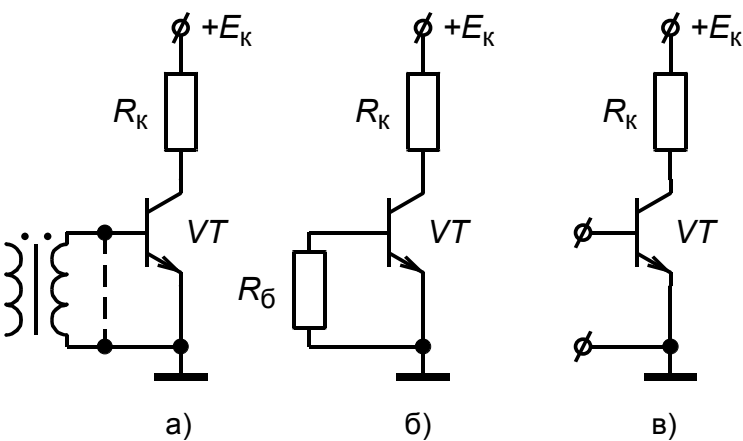 +Eк +Eк +Eк
Rк Rк Rк
VT VT VT
Rб
а) б) в)